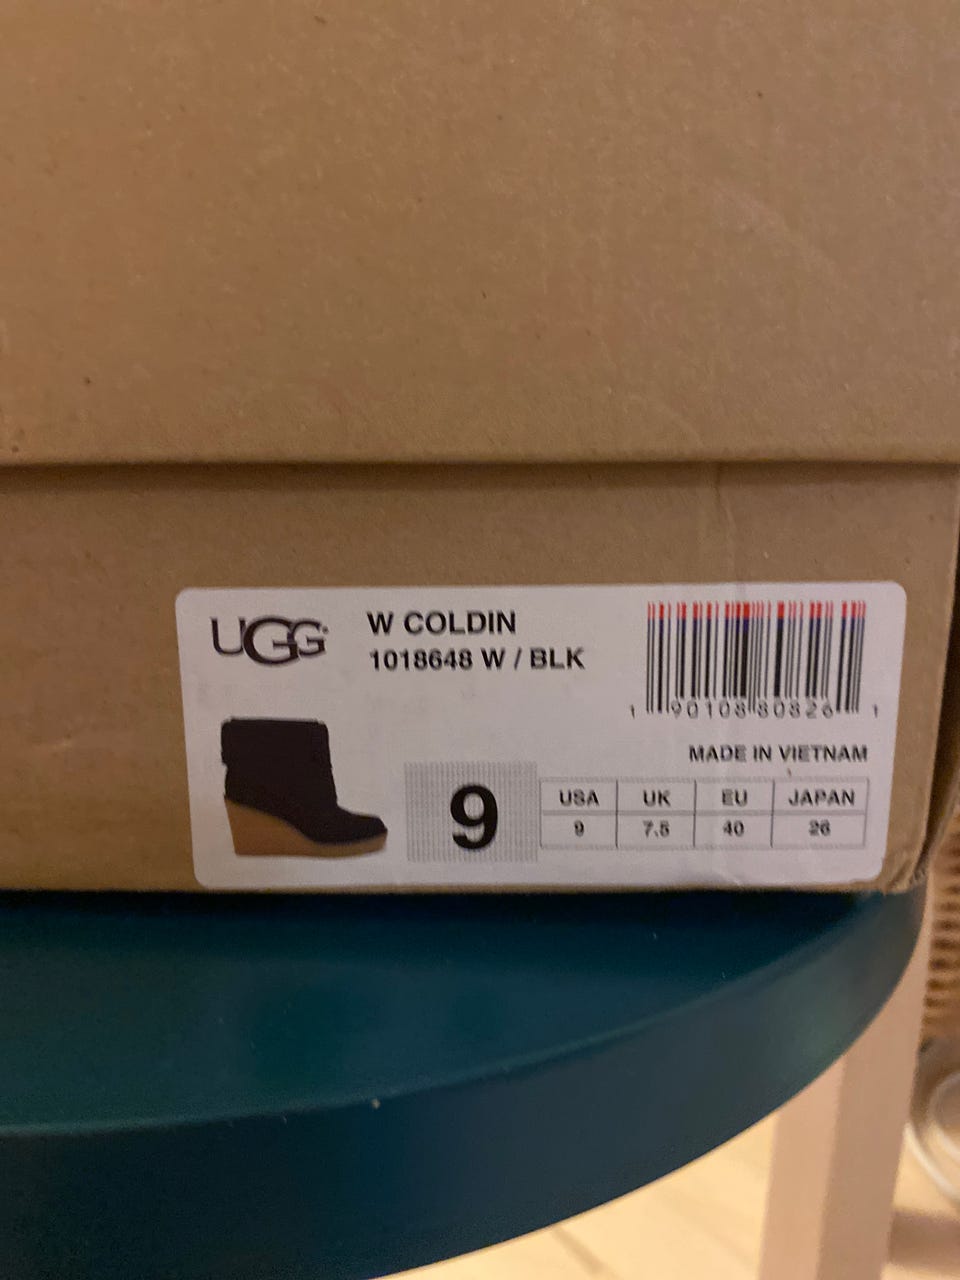 UGG
W COLDIN
1018648 W / BLK
1 90108 80826 1
MADE IN VIETNAM
9
USA UK EU JAPAN
9 7.5 40 26